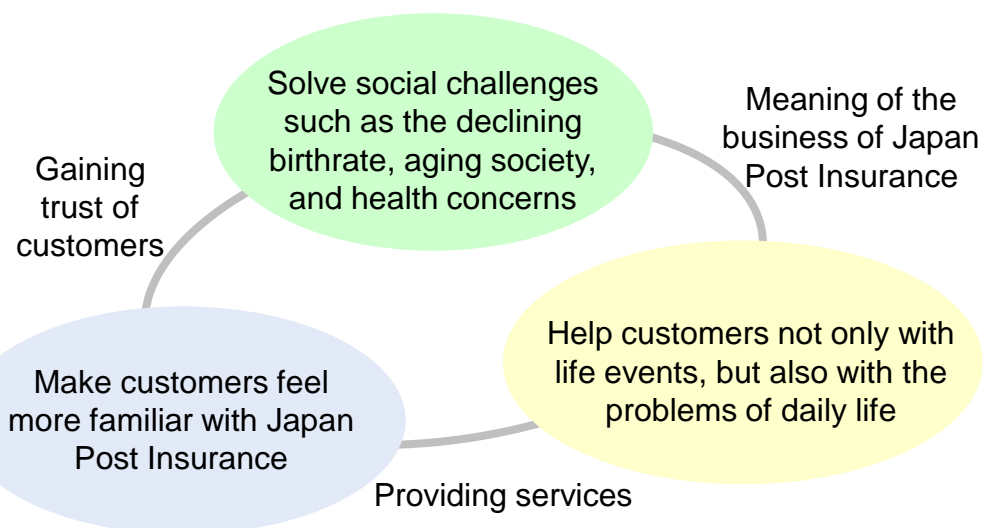 Solve social challenges
such as the declining
birthrate, aging society,
and health concerns
Meaning of the
business of Japan
Post Insurance
Gaining
trust of
customers
Help customers not only with
life events, but also with the
problems of daily life
Make customers feel
more familiar with Japan
Post Insurance
Providing services